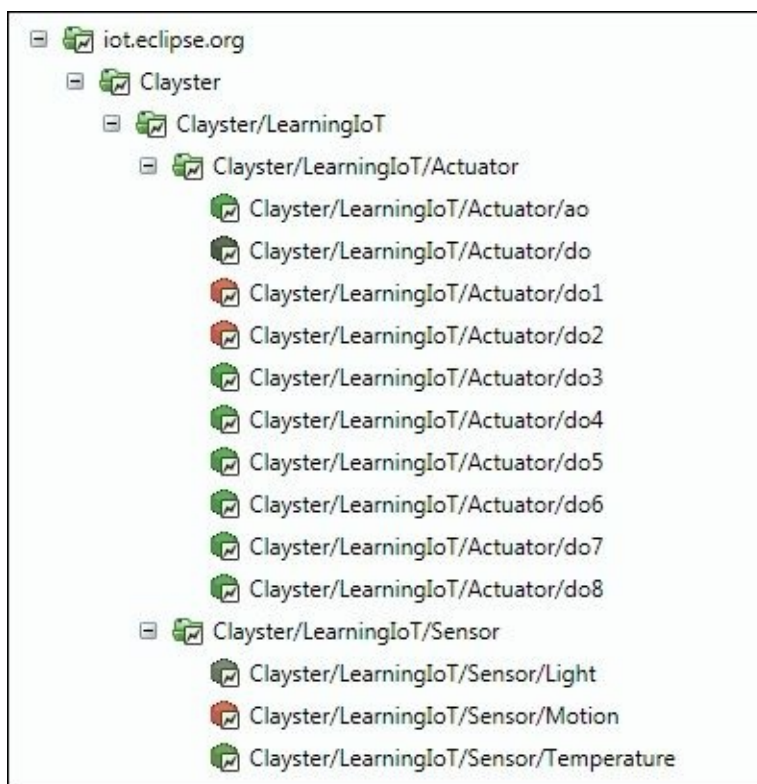 iot.eclipse.org
Clayster
Clayster/LearningIoT
Clayster/LearningIoT/Actuator
Clayster/LearningIoT/Actuator/ao
Clayster/LearningIoT/Actuator/do
Clayster/LearningIoT/Actuator/do1
Clayster/LearningIoT/Actuator/do2
Clayster/LearningIoT/Actuator/do3
Clayster/LearningIoT/Actuator/do4
Clayster/LearningIoT/Actuator/do5
Clayster/LearningIoT/Actuator/do6
Clayster/LearningIoT/Actuator/do7
Clayster/LearningIoT/Actuator/do8
Clayster/LearningIoT/Sensor
Clayster/LearningIoT/Sensor/Light
Clayster/LearningIoT/Sensor/Motion
Clayster/LearningIoT/Sensor/Temperature